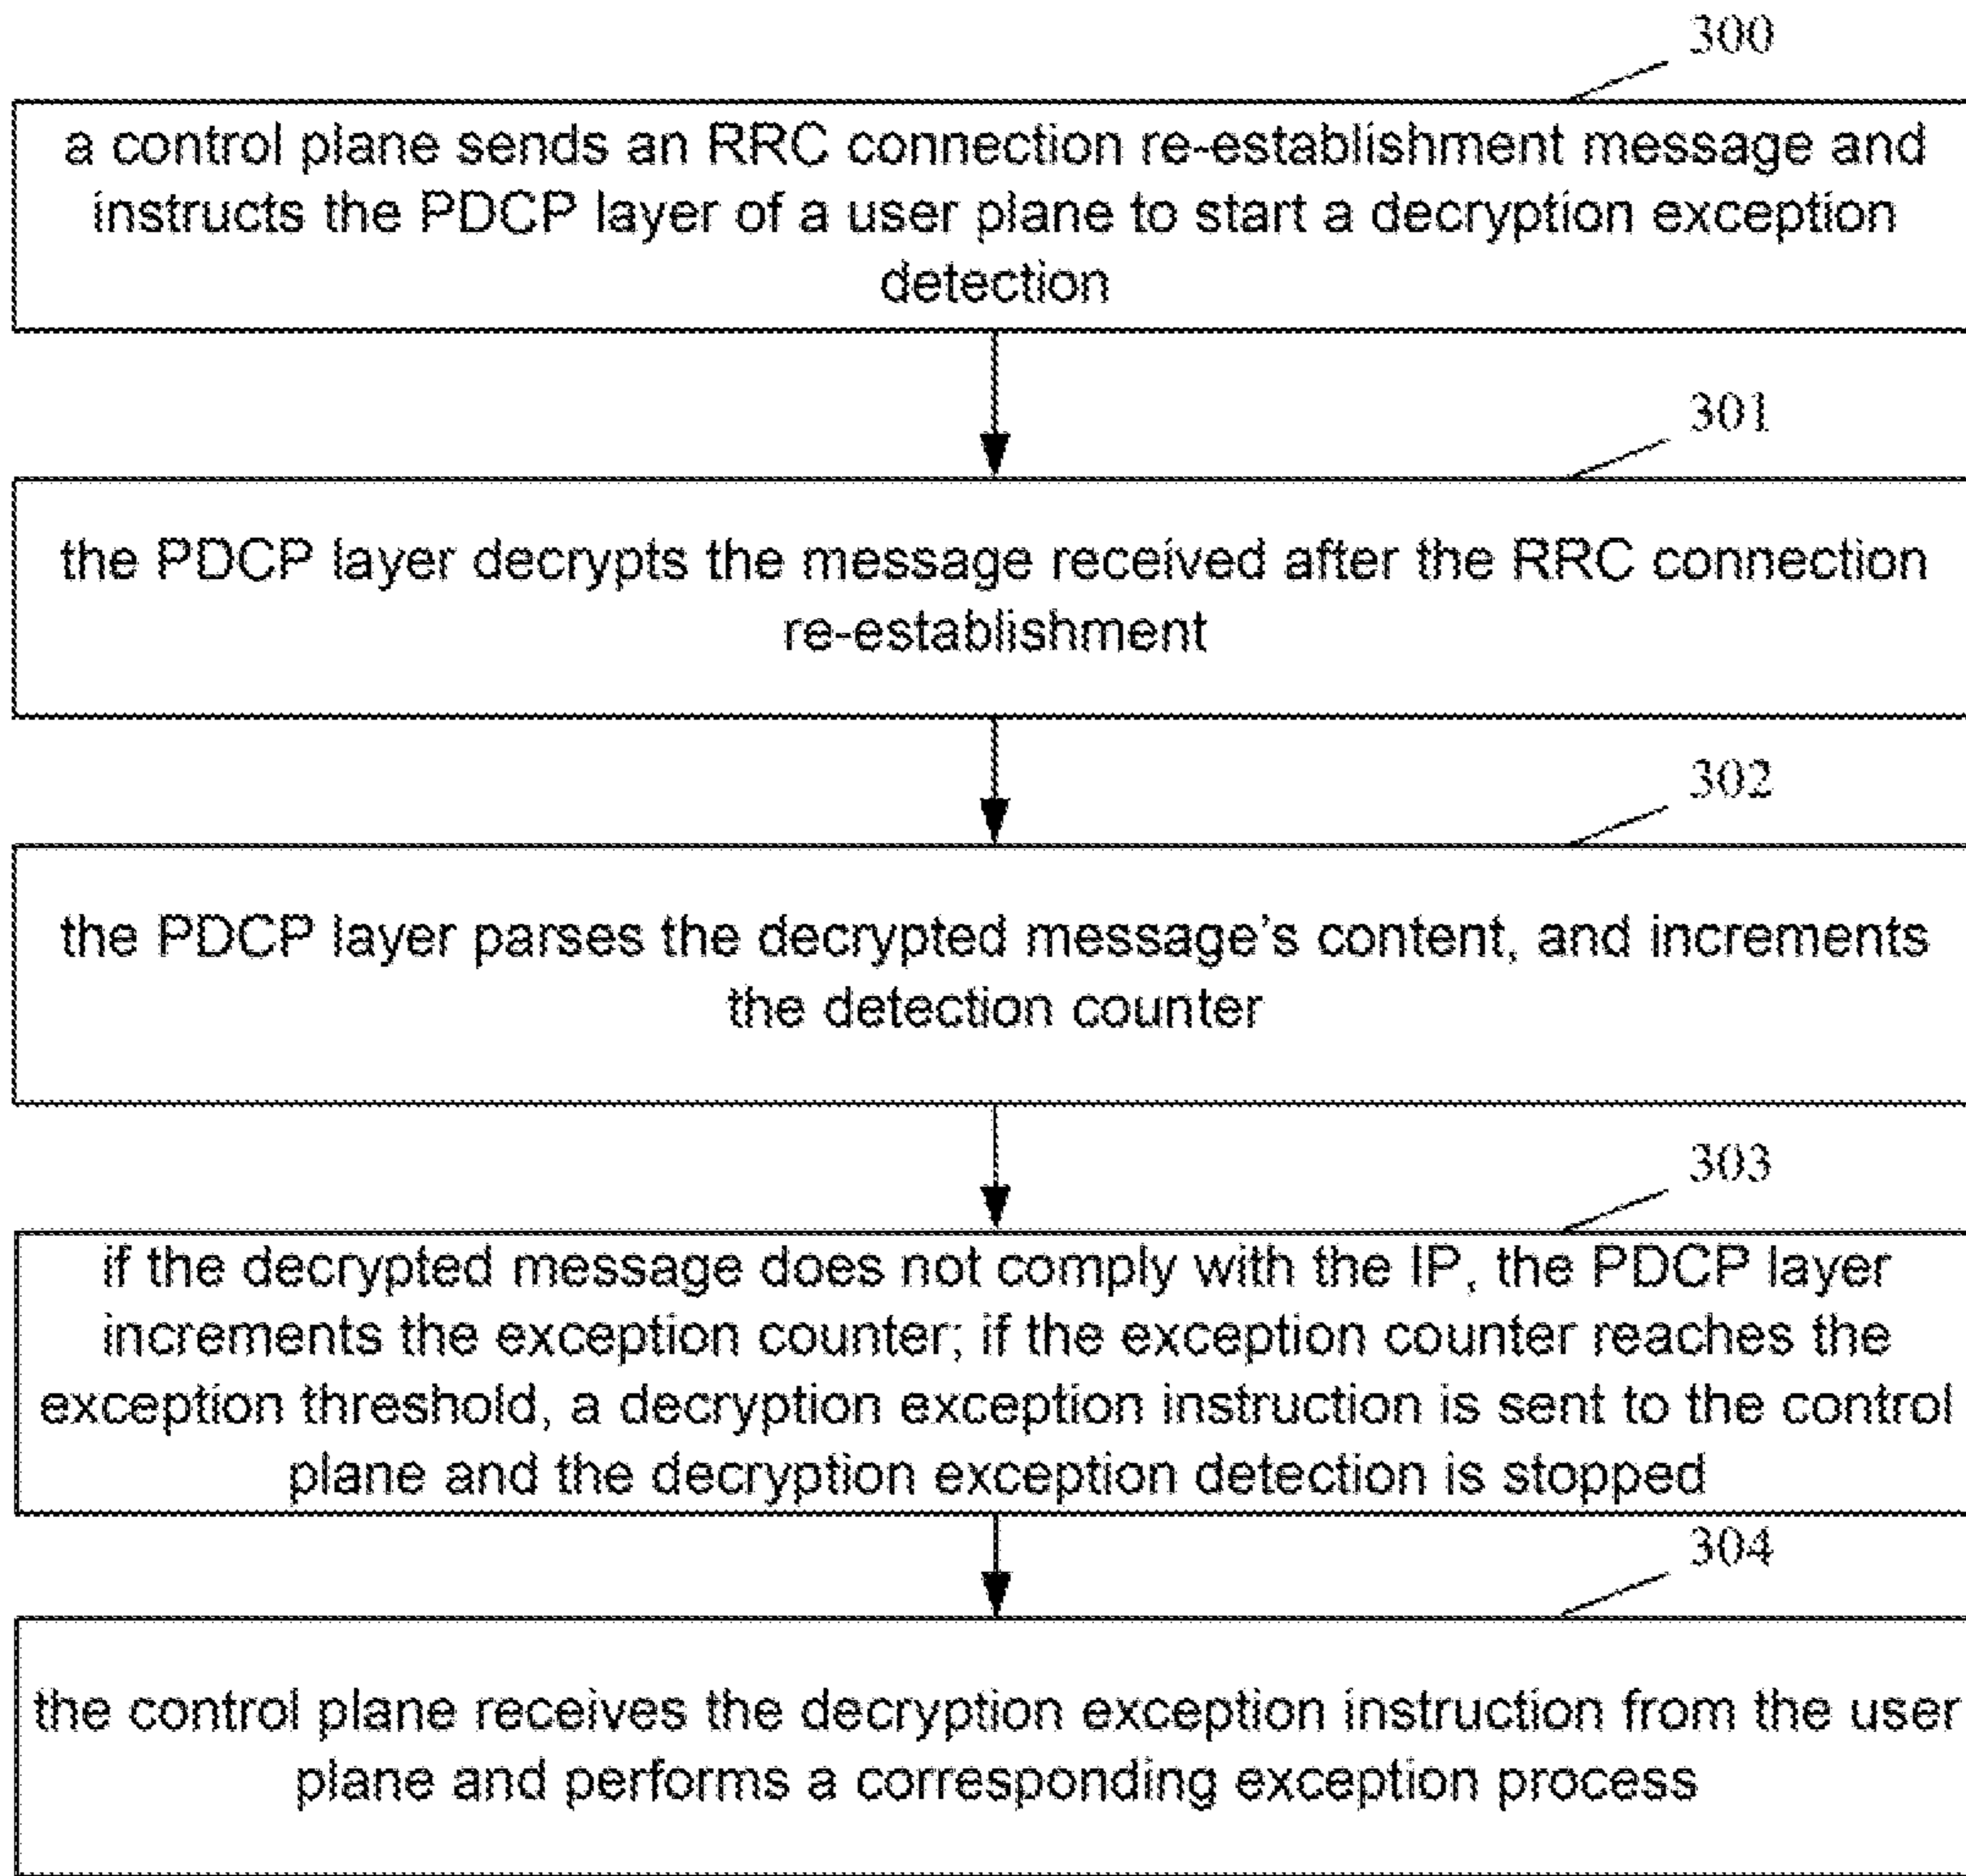 300
a control plane sends an RRC connection re-establishment message and
instructs the PDCP layer of a user plane to start a decryption exception
detection
301
the PDCP layer decrypts the message received after the RRC connection
re-establishment
302
the PDCP layer parses the decrypted message's content, and increments
the detection counter
303
if the decrypted message does not comply with the IP, the PDCP layer
increments the exception counter; if the exception counter reaches the
exception threshold, a decryption exception instruction is sent to the control
plane and the decryption exception detection is stopped
304
the control plane receives the decryption exception instruction from the user
plane and performs a corresponding exception process